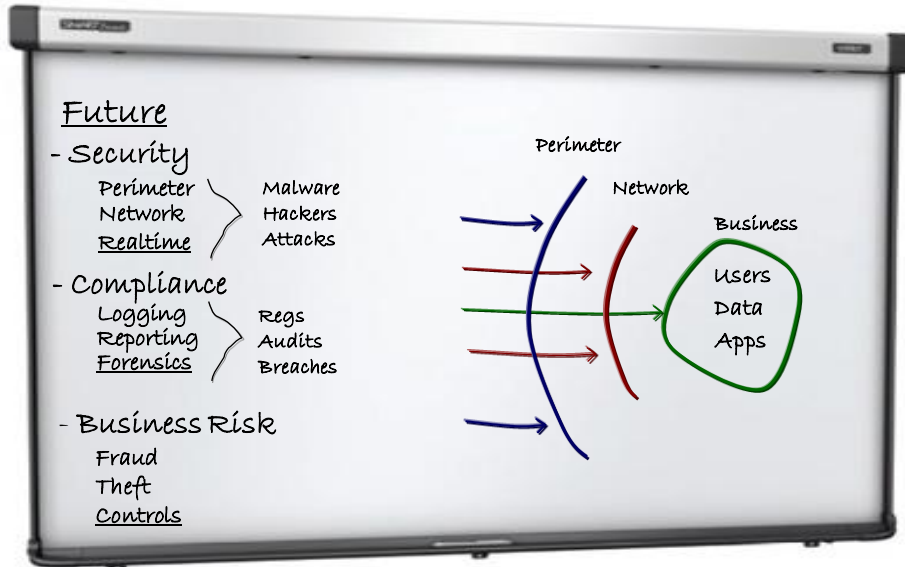 Future
- Security
Perimeter
Network
Realtime
Malware
Hackers
Attacks
- Compliance
Logging
Reporting
Forensics
Regs
Audits
Breaches
- Business Risk
Fraud
Theft
Controls
Perimeter
Network
Business
Users
Data
Apps